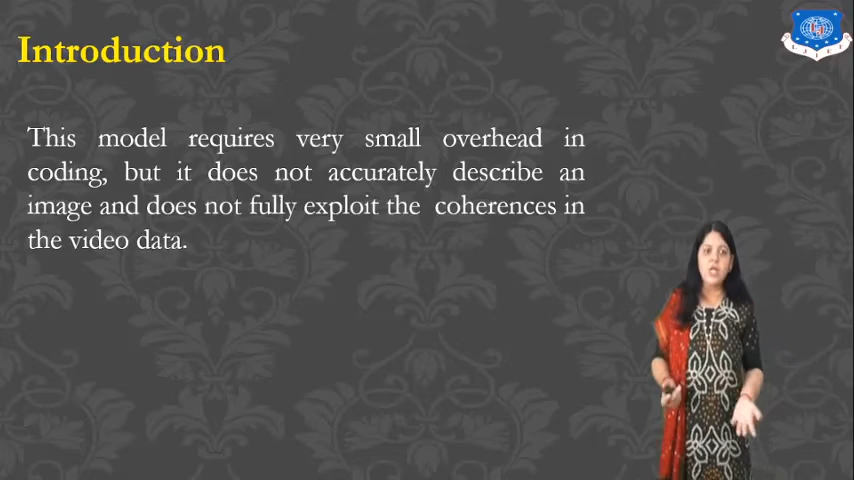 Introduction
This model requires very small overhead in
coding, but it does not accurately describe an
image and does not fully exploit the coherences in
the video data.
L J I E T